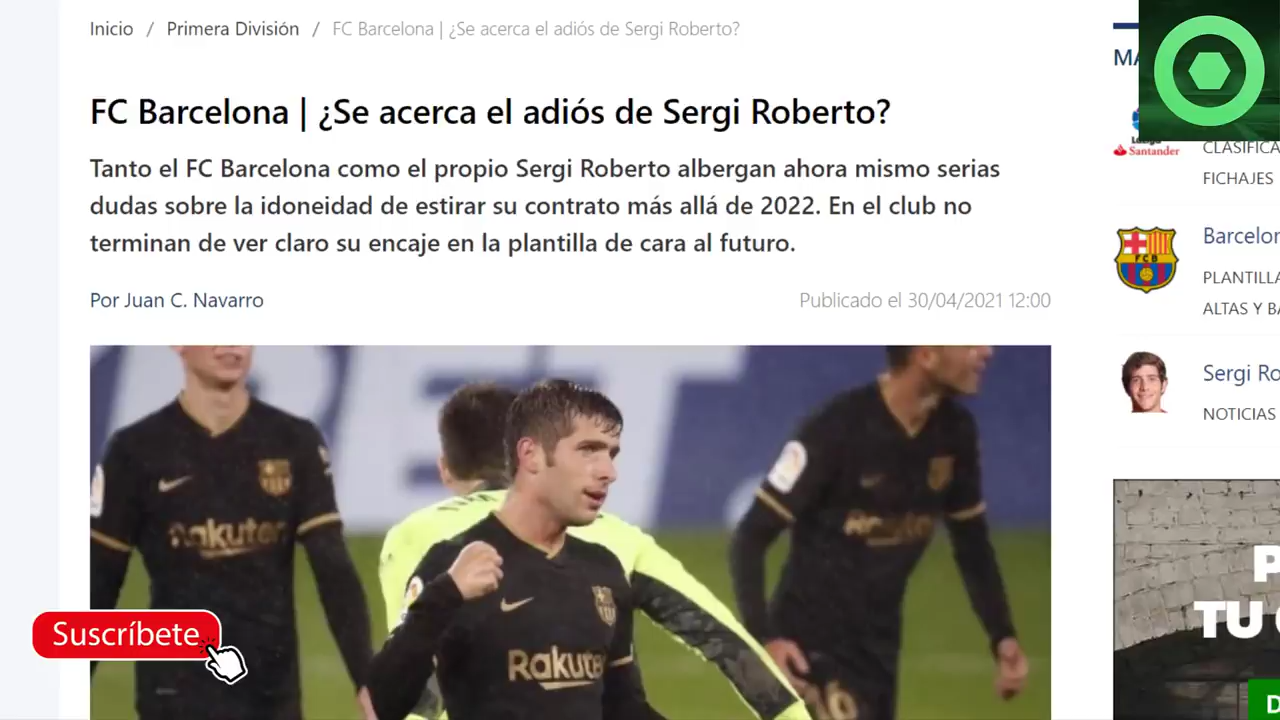 Inicio / Primera División / FC Barcelona | ¿Se acerca el adiós de Sergi Roberto?
FC Barcelona | ¿Se acerca el adiós de Sergi Roberto?
Tanto el FC Barcelona como el propio Sergi Roberto albergan ahora mismo serias
dudas sobre la idoneidad de estirar su contrato más allá de 2022. En el club no
terminan de ver claro su encaje en la plantilla de cara al futuro.
Por Juan C. Navarro
Publicado el 30/04/2021 12:00
LaLiga
Santander
FICHAJES
FCB
NOTICIAS
Rakuten
Rakuten
Suscríbete
TU